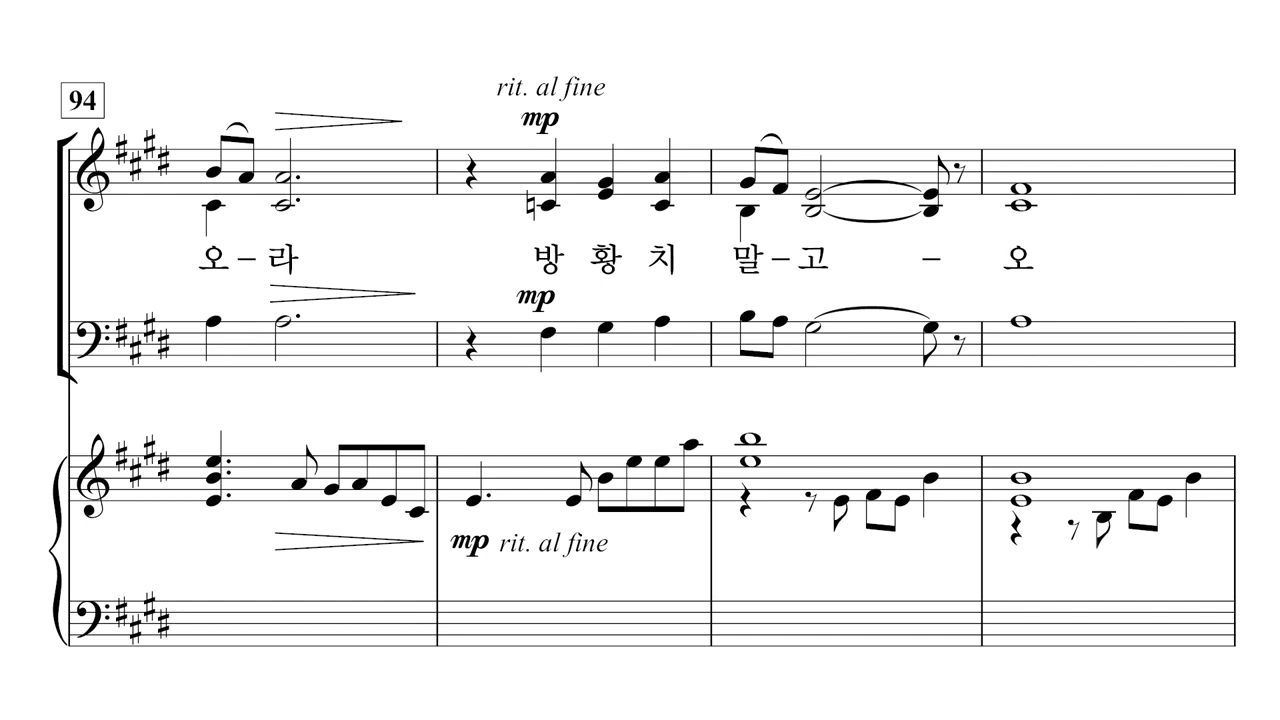 rit. al fine
94
mp
오 – 라 방 황 치 말 – 고 – 오
mp
mp rit. al fine